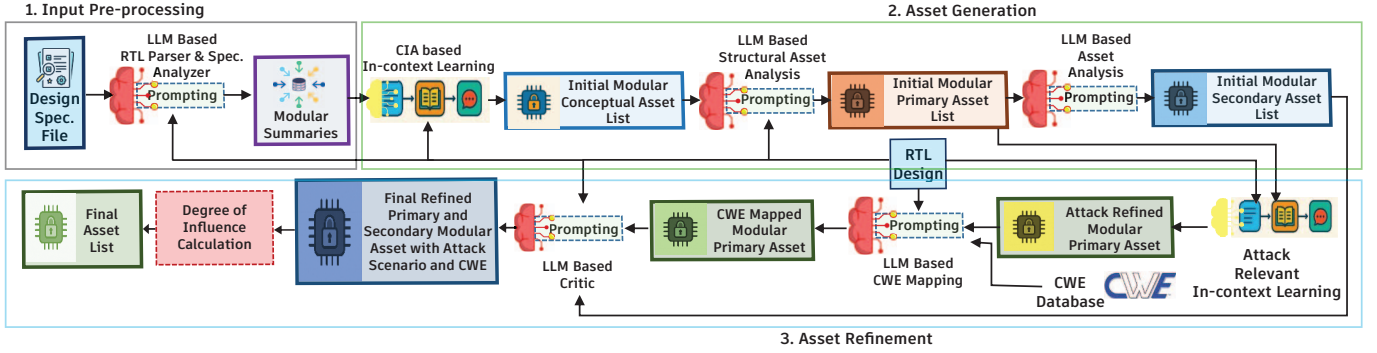 1. Input Pre-processing
2. Asset Generation
Design
Spec.
File
LLM Based
RTL Parser & Spec.
Analyzer
Prompting
Modular
Summaries
CIA based
In-context Learning
Initial Modular
Conceptual Asset
List
LLM Based
Structural Asset
Analysis
Prompting
Initial Modular
Primary Asset
List
LLM Based
Asset
Analysis
Prompting
Initial Modular
Secondary Asset
List
RTL
Design
Final
Asset
List
Degree of
Influence
Calculation
Final Refined
Primary and
Secondary Modular
Asset with Attack
Scenario and CWE
Prompting
LLM Based
Critic
CWE Mapped
Modular
Primary Asset
Prompting
LLM Based
CWE Mapping
Attack Refined
Modular
Primary Asset
Attack
Relevant
In-context Learning
CWE
Database
CWE
3. Asset Refinement